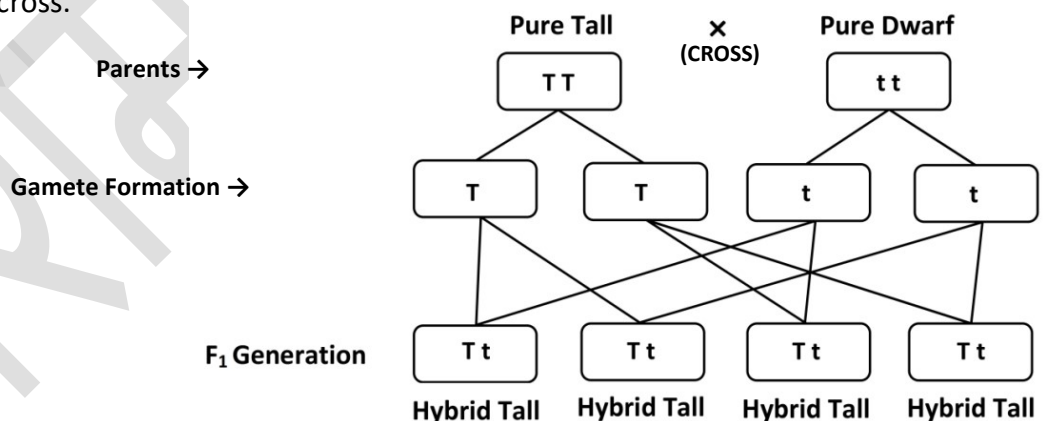 cross.
Pure Tall × Pure Dwarf
(CROSS)
Parents →
T T t t
Gamete Formation →
T T t t
F₁ Generation
T t T t T t T t
Hybrid Tall Hybrid Tall Hybrid Tall Hybrid Tall